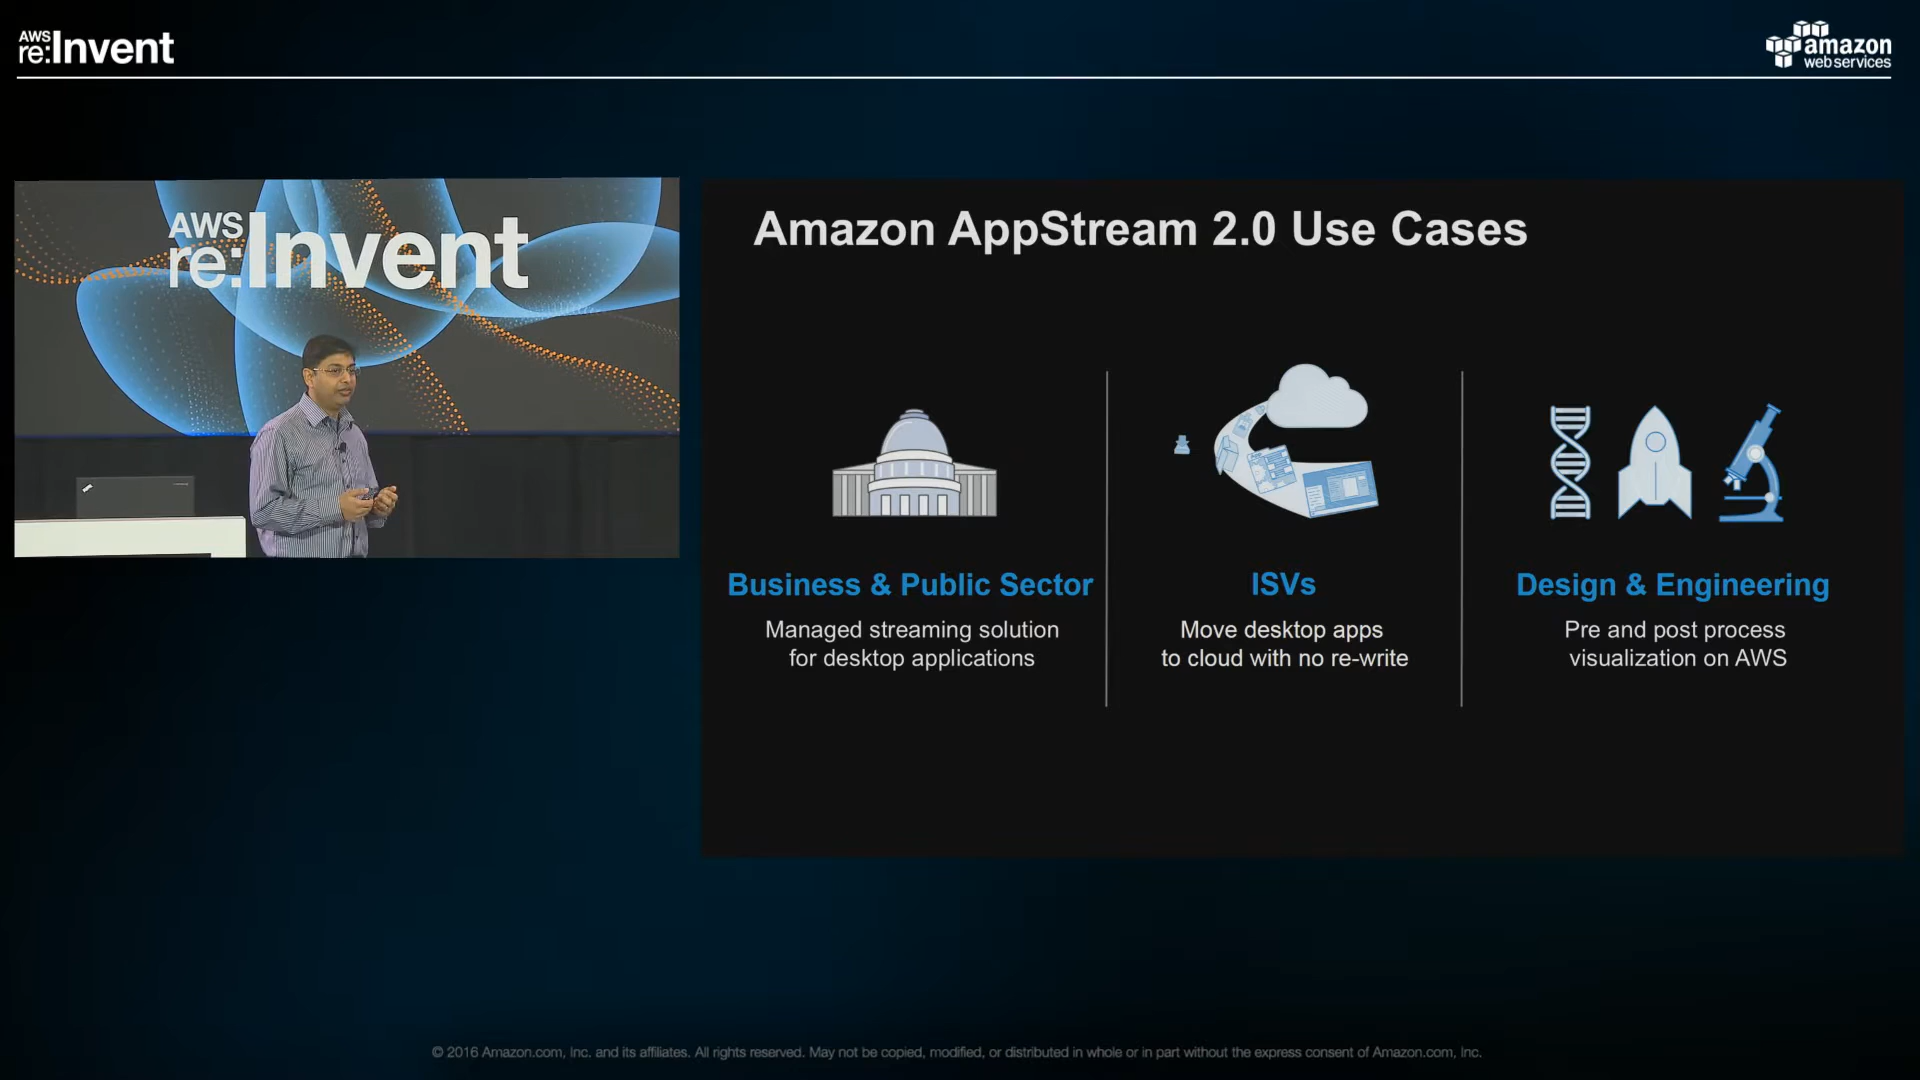 AWS
re:Invent
amazon
web services
AWS
re:Invent
Amazon AppStream 2.0 Use Cases
Business & Public Sector
Managed streaming solution
for desktop applications
ISVs
Move desktop apps
to cloud with no re-write
Design & Engineering
Pre and post process
visualization on AWS
© 2016 Amazon.com, Inc. and its affiliates. All rights reserved. May not be copied, modified, or distributed in whole or in part without the express consent of Amazon.com, Inc.